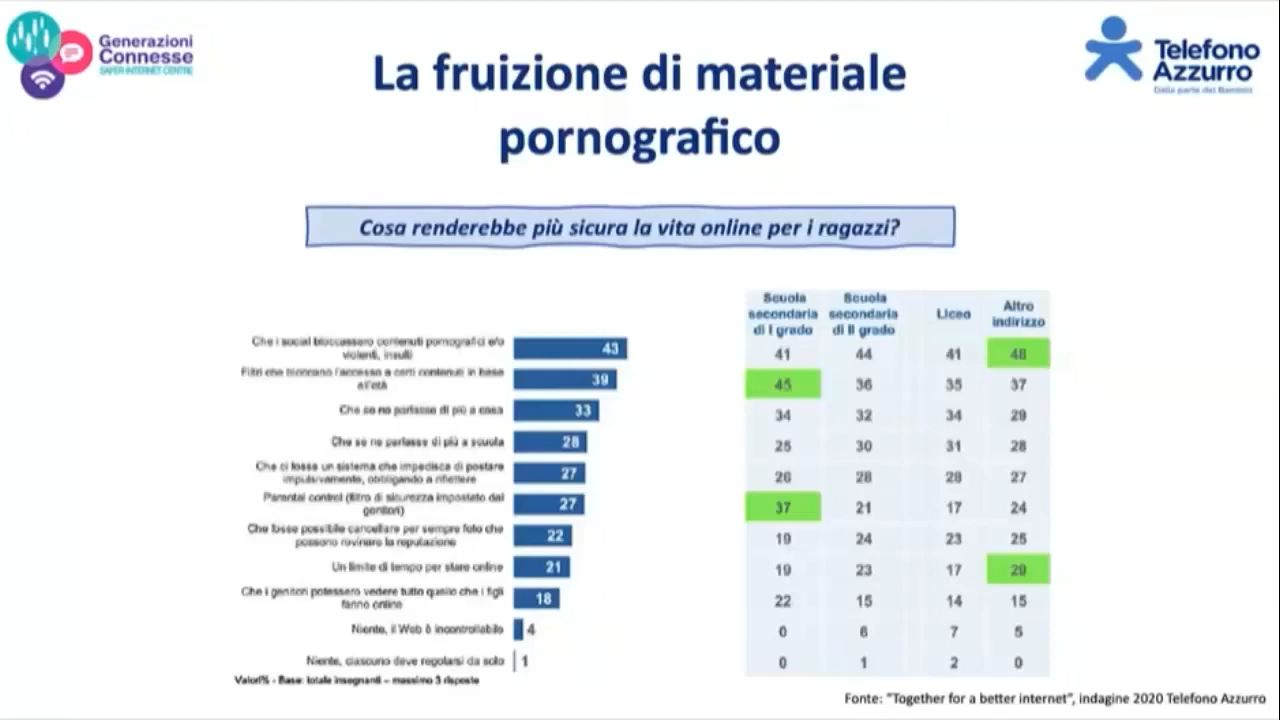 Generazioni
Connesse
SAFER INTERNET CENTRE
Telefono
Azzurro
Dalla parte dei Bambini
La fruizione di materiale
pornografico
Cosa renderebbe più sicura la vita online per i ragazzi?
Scuola secondaria di I grado
Scuola secondaria di II grado
Liceo
Altro indirizzo
Che i social bloccassero contenuti pornografici e/o
violenti, insulti
43 41 44 41 48
Filtri che blocchino l'accesso a certi contenuti in base
all'età
39 45 36 35 37
Che se ne parlasse di più a casa 33 34 32 34 29
Che se ne parlasse di più a scuola 28 25 30 31 28
Che ci fosse un sistema che impedisca di postare
impulsivamente, obbligando a riflettere
27 26 28 28 27
Parental control (filtro di sicurezza impostato dai
genitori)
27 37 21 17 24
Che fosse possibile cancellare per sempre foto che
possono rovinare la reputazione
22 19 24 23 25
Un limite di tempo per stare online 21 19 23 17 29
Che i genitori potessero vedere tutto quello che i figli
fanno online
18 22 15 14 15
Niente, il Web è incontrollabile 4 0 6 7 5
Niente, ciascuno deve regolarsi da solo 1 0 1 2 0
Valori% - Base: totale insegnanti – massimo 3 risposte
Fonte: "Together for a better internet", indagine 2020 Telefono Azzurro